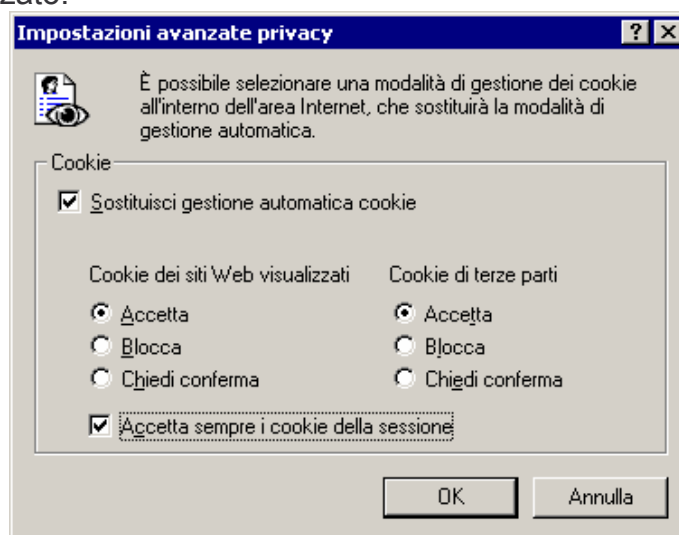 zato.
Impostazioni avanzate privacy
È possibile selezionare una modalità di gestione dei cookie
all'interno dell'area Internet, che sostituirà la modalità di
gestione automatica.
Cookie
Sostituisci gestione automatica cookie
Cookie dei siti Web visualizzati Cookie di terze parti
Accetta Accetta
Blocca Blocca
Chiedi conferma Chiedi conferma
Accetta sempre i cookie della sessione
OK Annulla